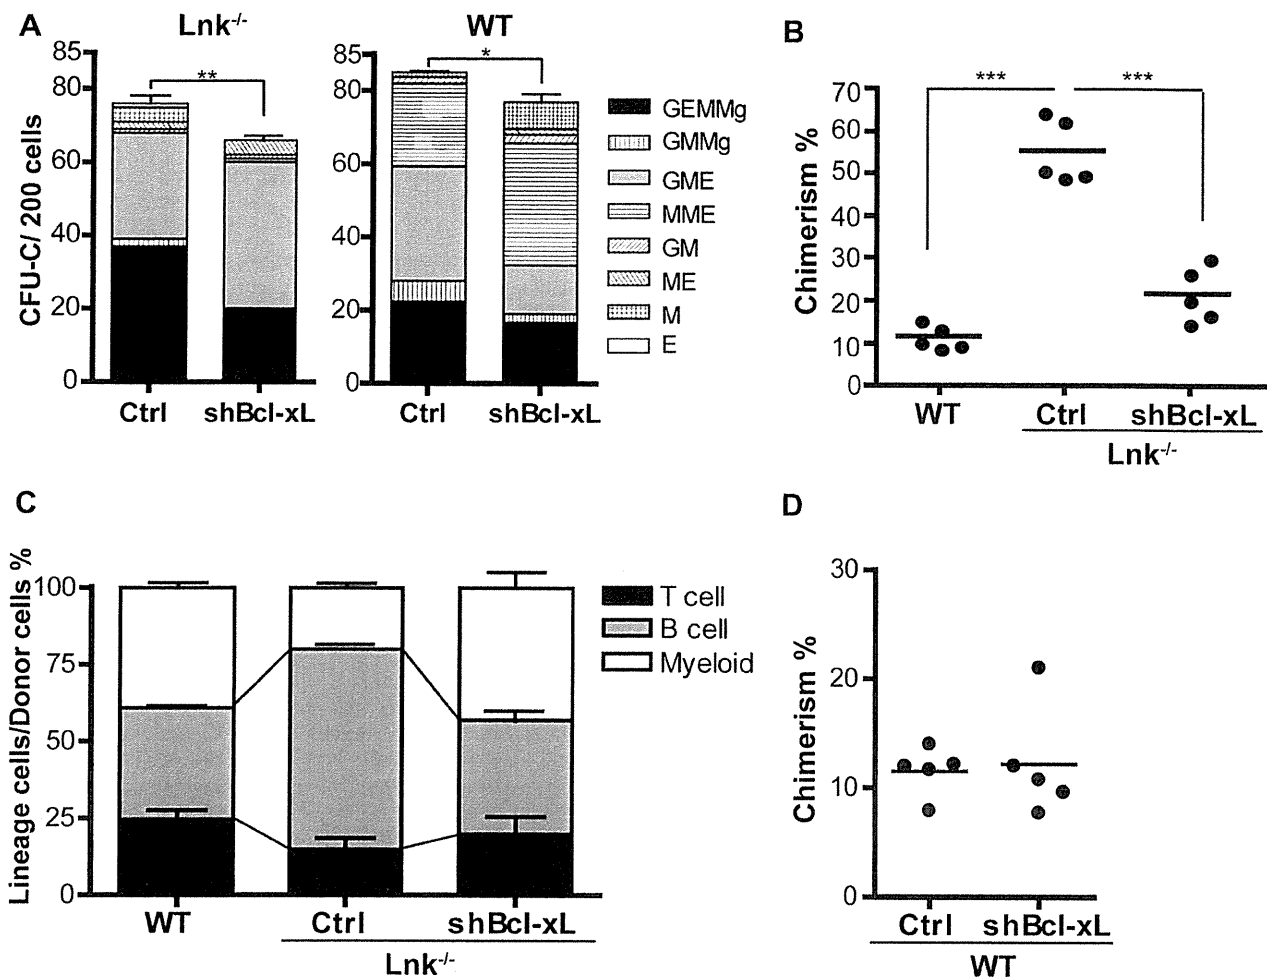 A
Lnk-/-
WT
B
CFU-C/ 200 cells
85
80
60
40
20
0
**
Ctrl
shBcl-xL
85
80
60
40
20
0
*
Ctrl
shBcl-xL
GEMMg
GMMg
GME
MME
GM
ME
M
E
Chimerism %
70
60
50
40
30
20
10
0
***
***
WT
Ctrl
shBcl-xL
Lnk-/-
C
Lineage cells/Donor cells %
100
75
50
25
0
WT
Ctrl
shBcl-xL
Lnk-/-
T cell
B cell
Myeloid
D
Chimerism %
30
20
10
0
Ctrl
shBcl-xL
WT